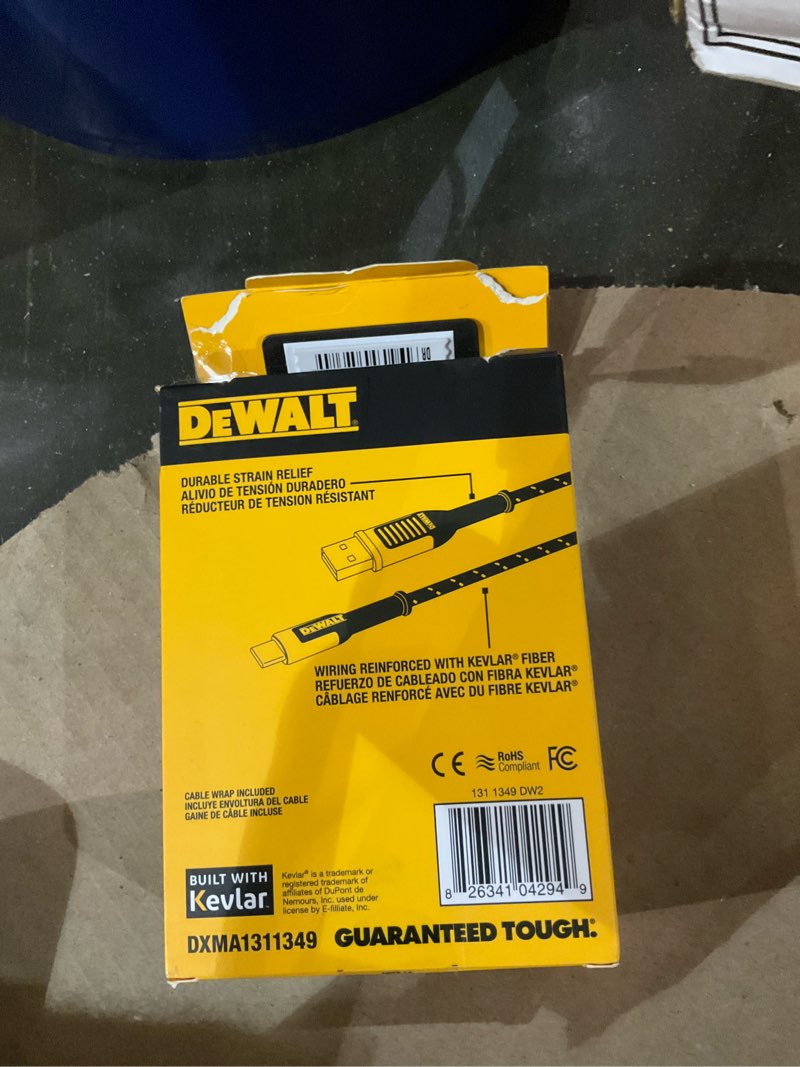 DR
DEWALT®
DURABLE STRAIN RELIEF
ALIVIO DE TENSIÓN DURADERO
RÉDUCTEUR DE TENSION RÉSISTANT
DEWALT
DEWALT
WIRING REINFORCED WITH KEVLAR® FIBER
REFUERZO DE CABLEADO CON FIBRA KEVLAR®
CÂBLAGE RENFORCÉ AVEC DU FIBRE KEVLAR®
CE RoHS Compliant FC
131 1349 DW2
CABLE WRAP INCLUDED
INCLUYE ENVOLTURA DEL CABLE
GAINE DE CÂBLE INCLUSE
8 26341 04294 9
BUILT WITH
Kevlar
Kevlar® is a trademark or
registered trademark of
affiliates of DuPont de
Nemours, Inc. used under
license by E-filliate, Inc.
DXMA1311349 GUARANTEED TOUGH®